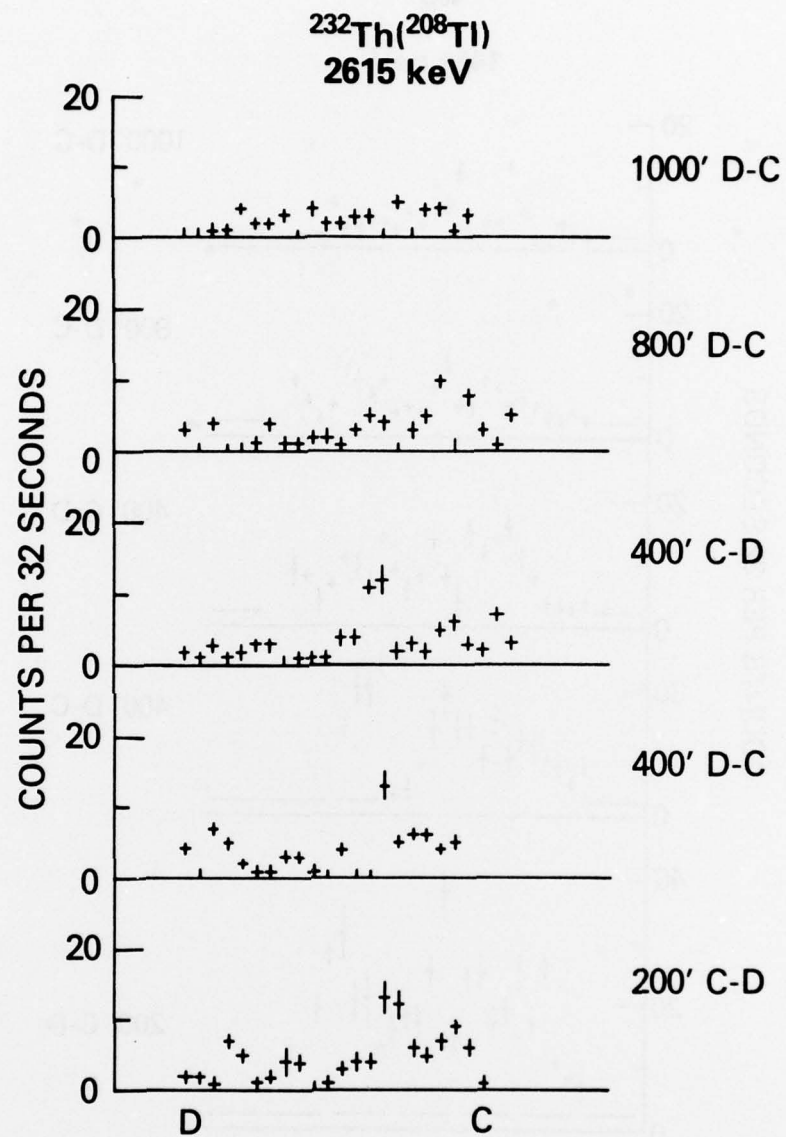 ²³²Th(²⁰⁸Tl)
2615 keV
20
1000' D-C
0
20
800' D-C
0
20
400' C-D
0
20
400' D-C
0
20
200' C-D
0
COUNTS PER 32 SECONDS
D C